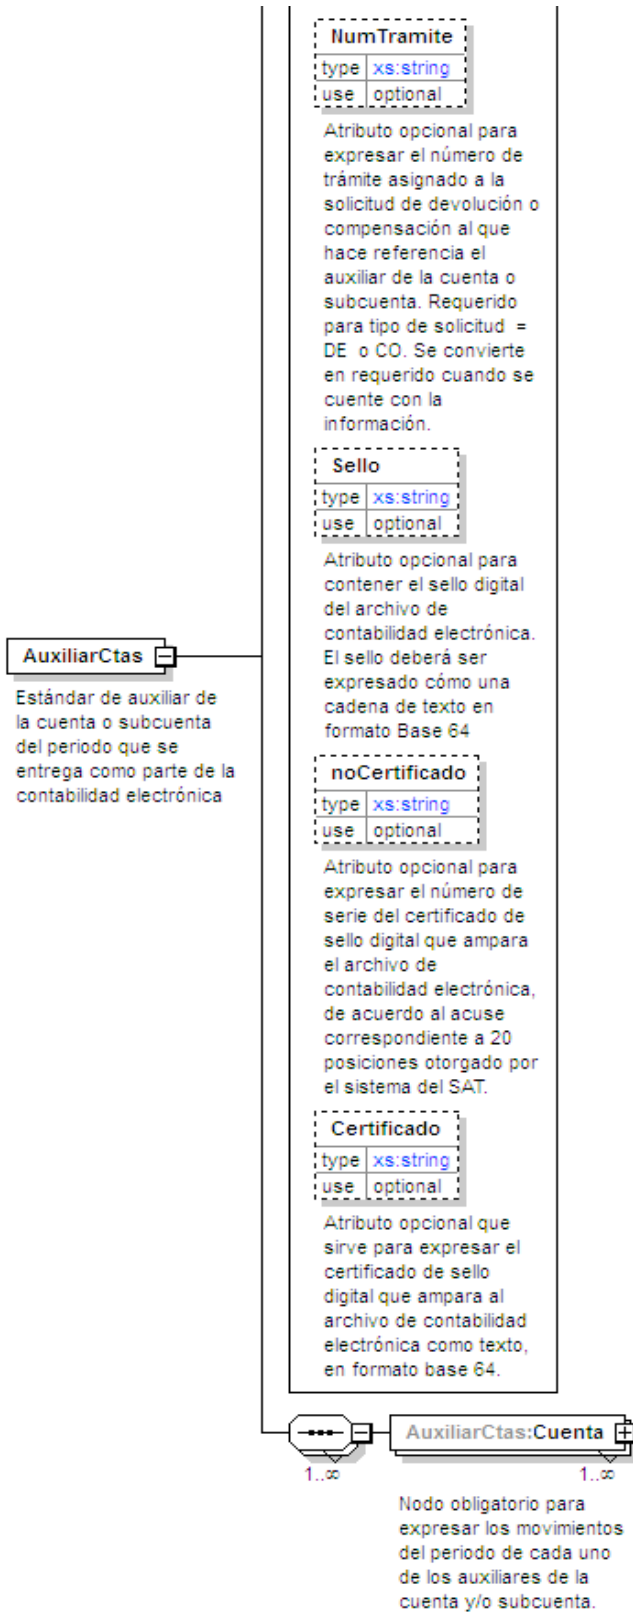 NumTramite
type xs:string
use optional
Atributo opcional para
expresar el número de
trámite asignado a la
solicitud de devolución o
compensación al que
hace referencia el
auxiliar de la cuenta o
subcuenta. Requerido
para tipo de solicitud =
DE o CO. Se convierte
en requerido cuando se
cuente con la
información.
Sello
type xs:string
use optional
Atributo opcional para
contener el sello digital
del archivo de
contabilidad electrónica.
El sello deberá ser
expresado cómo una
cadena de texto en
formato Base 64
AuxiliarCtas
Estándar de auxiliar de
la cuenta o subcuenta
del periodo que se
entrega como parte de la
contabilidad electrónica
noCertificado
type xs:string
use optional
Atributo opcional para
expresar el número de
serie del certificado de
sello digital que ampara
el archivo de
contabilidad electrónica,
de acuerdo al acuse
correspondiente a 20
posiciones otorgado por
el sistema del SAT.
Certificado
type xs:string
use optional
Atributo opcional que
sirve para expresar el
certificado de sello
digital que ampara al
archivo de contabilidad
electrónica como texto,
en formato base 64.
AuxiliarCtas:Cuenta
1..∞ 1..∞
Nodo obligatorio para
expresar los movimientos
del periodo de cada uno
de los auxiliares de la
cuenta y/o subcuenta.